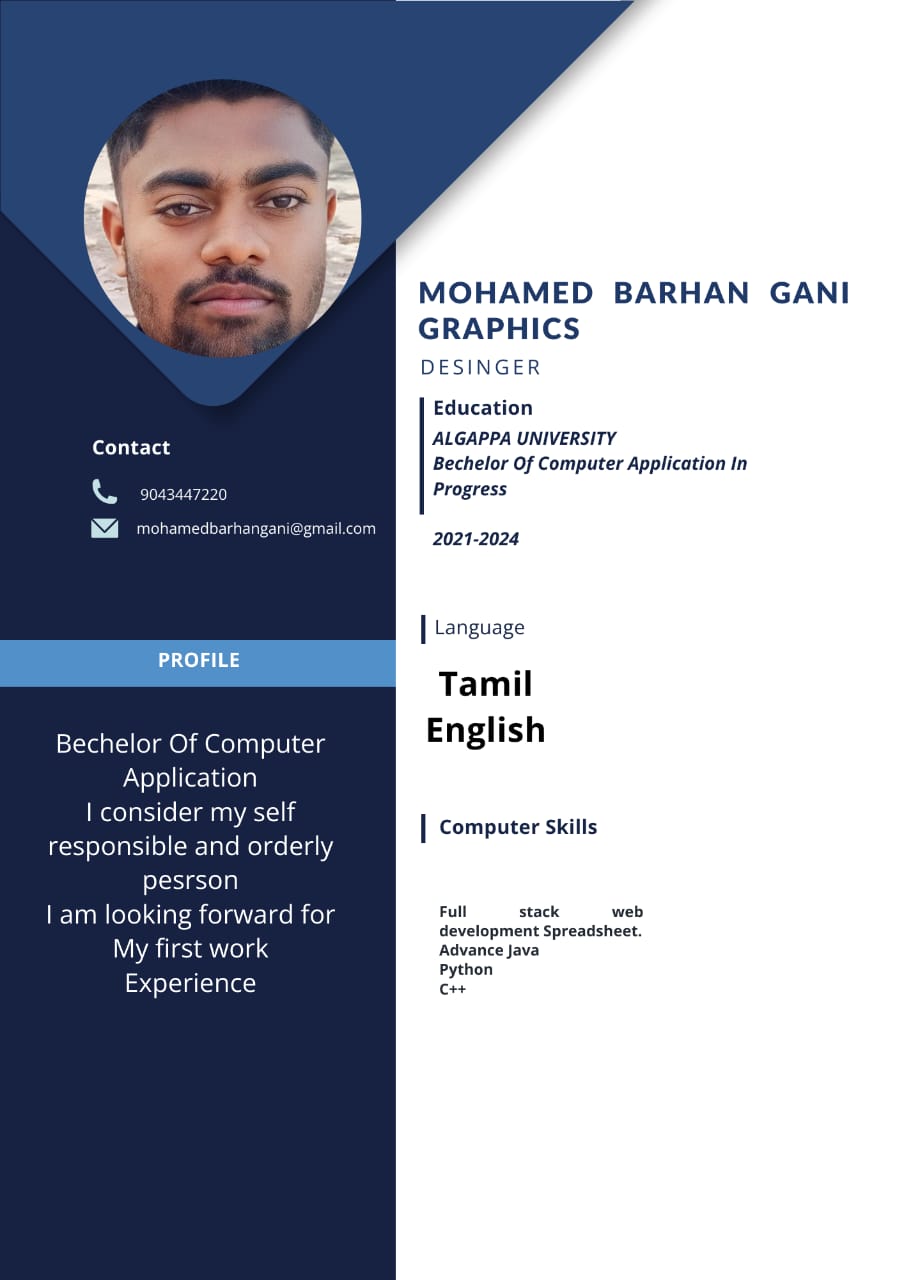 MOHAMED BARHAN GANI
GRAPHICS
DESINGER
Contact
9043447220
mohamedbarhangani@gmail.com
PROFILE
Bechelor Of Computer
Application
I consider my self
responsible and orderly
pesrson
I am looking forward for
My first work
Experience
Education
ALGAPPA UNIVERSITY
Bechelor Of Computer Application In
Progress
2021-2024
Language
Tamil
English
Computer Skills
Full stack web
development Spreadsheet.
Advance Java
Python
C++